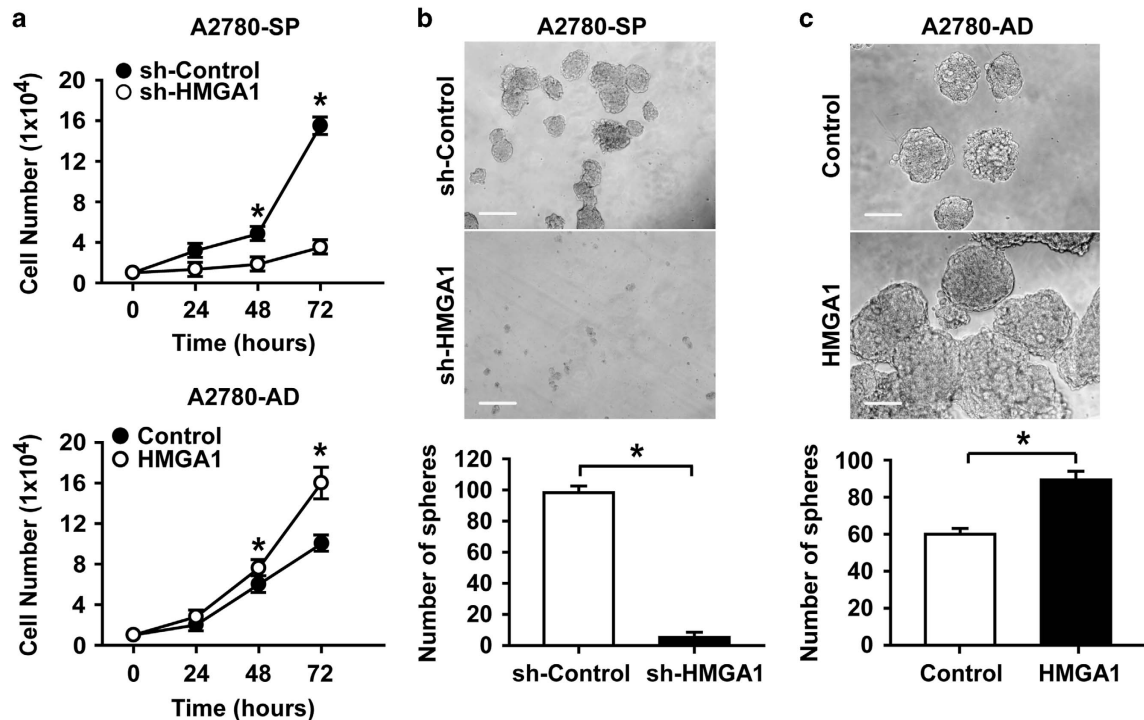 a
A2780-SP
sh-Control
sh-HMGA1
*
*
20
16
12
8
4
0
Cell Number (1x10⁴)
0 24 48 72
Time (hours)
A2780-AD
Control
HMGA1
*
*
20
16
12
8
4
0
Cell Number (1x10⁴)
0 24 48 72
Time (hours)
b
A2780-SP
sh-Control
sh-HMGA1
*
120
100
80
60
40
20
0
Number of spheres
sh-Control sh-HMGA1
c
A2780-AD
Control
HMGA1
*
100
80
60
40
20
0
Number of spheres
Control HMGA1